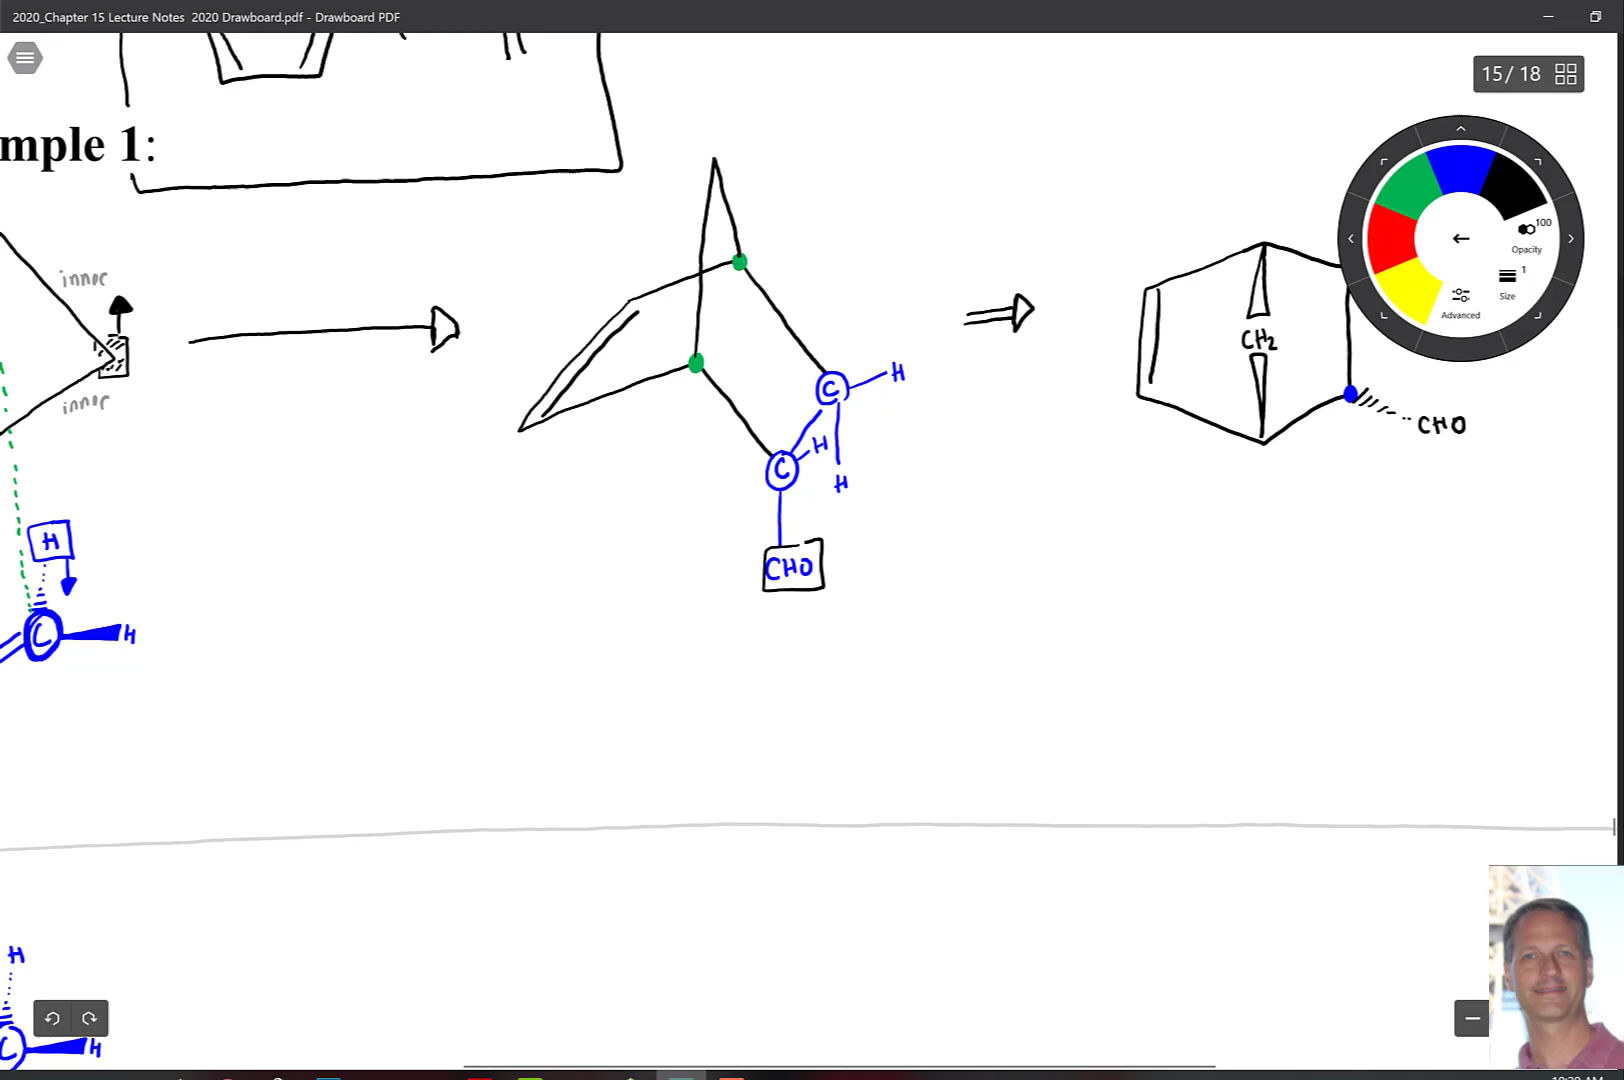 2020_Chapter 15 Lecture Notes 2020 Drawboard.pdf - Drawboard PDF
15 / 18
mple 1:
inner
inner
100
Opacity
1
Size
Advanced
CH2
CHO
C
H
C
H
H
CHO
H
C
H
H
C
H